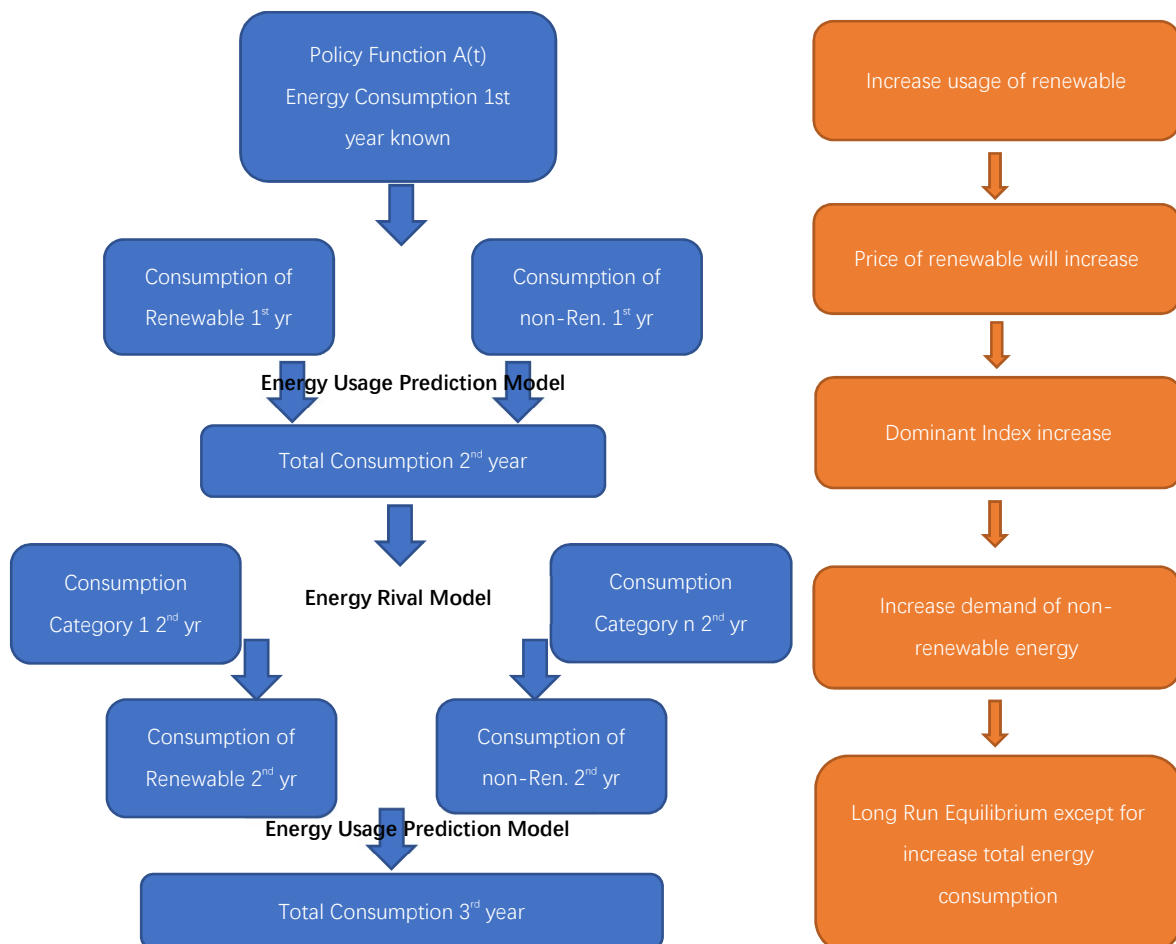 Policy Function A(t)
Energy Consumption 1st
year known
Consumption of
Renewable 1st yr
Consumption of
non-Ren. 1st yr
Energy Usage Prediction Model
Total Consumption 2nd year
Energy Rival Model
Consumption
Category 1 2nd yr
Consumption
Category n 2nd yr
Consumption of
Renewable 2nd yr
Consumption of
non-Ren. 2nd yr
Energy Usage Prediction Model
Total Consumption 3rd year
Increase usage of renewable
Price of renewable will increase
Dominant Index increase
Increase demand of non-
renewable energy
Long Run Equilibrium except for
increase total energy
consumption